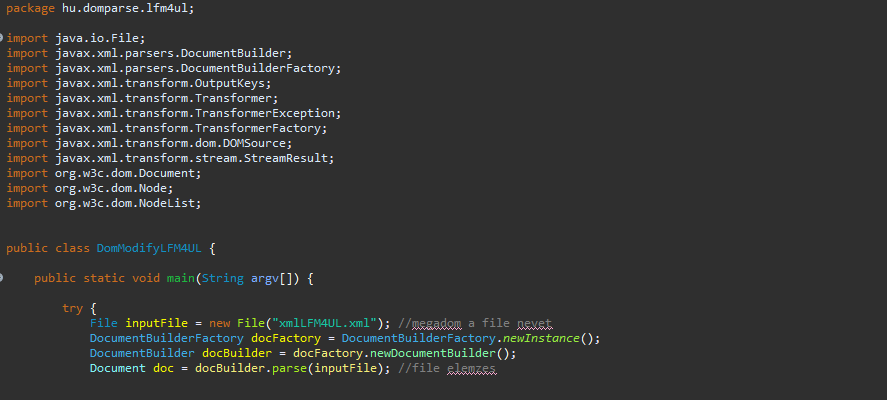 package hu.domparse.lfm4ul;
import java.io.File;
import javax.xml.parsers.DocumentBuilder;
import javax.xml.parsers.DocumentBuilderFactory;
import javax.xml.transform.OutputKeys;
import javax.xml.transform.Transformer;
import javax.xml.transform.TransformerException;
import javax.xml.transform.TransformerFactory;
import javax.xml.transform.dom.DOMSource;
import javax.xml.transform.stream.StreamResult;
import org.w3c.dom.Document;
import org.w3c.dom.Node;
import org.w3c.dom.NodeList;
public class DomModifyLFM4UL {
public static void main(String argv[]) {
try {
File inputFile = new File("xmlLFM4UL.xml"); //megadom a file nevet
DocumentBuilderFactory docFactory = DocumentBuilderFactory.newInstance();
DocumentBuilder docBuilder = docFactory.newDocumentBuilder();
Document doc = docBuilder.parse(inputFile); //file elemzes